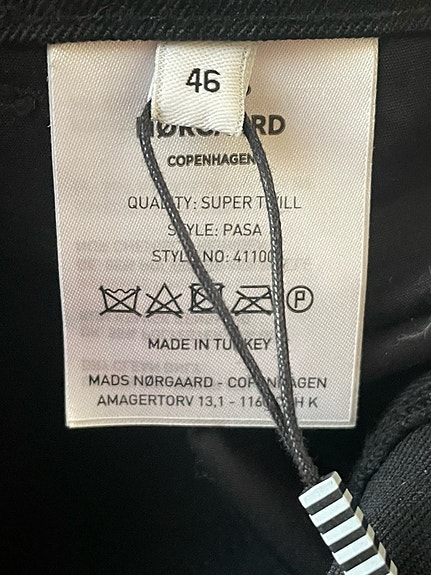 46
NØRGAARD
COPENHAGEN
QUALITY: SUPER TWILL
STYLE: PASA
STYLE NO: 41100
P
MADE IN TURKEY
MADS NØRGAARD - COPENHAGEN
AMAGERTORV 13,1 - K